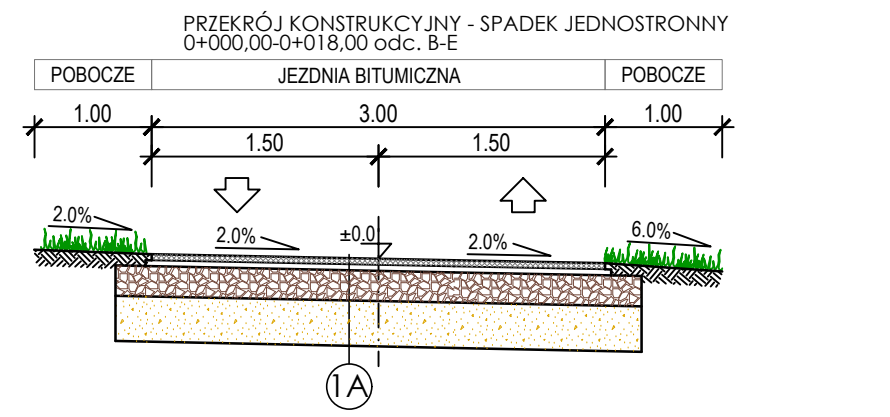 PRZEKRÓJ KONSTRUKCYJNY - SPADEK JEDNOSTRONNY
0+000,00-0+018,00 odc. B-E
POBOCZE JEZDNIA BITUMICZNA POBOCZE
1.00 3.00 1.00
1.50 1.50
2.0% 2.0% ±0.0 2.0% 6.0%
1A